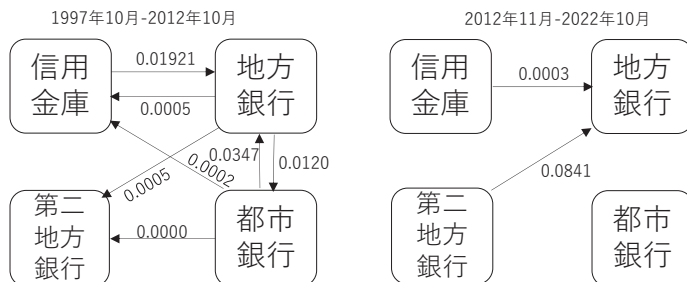 1997年10月-2012年10月
2012年11月-2022年10月
信用
金庫
0.01921
0.0005
地方
銀行
信用
金庫
0.0003
地方
銀行
0.0005
0.0002
0.0347
0.0120
0.0841
第二
地方
銀行
0.0000
都市
銀行
第二
地方
銀行
都市
銀行